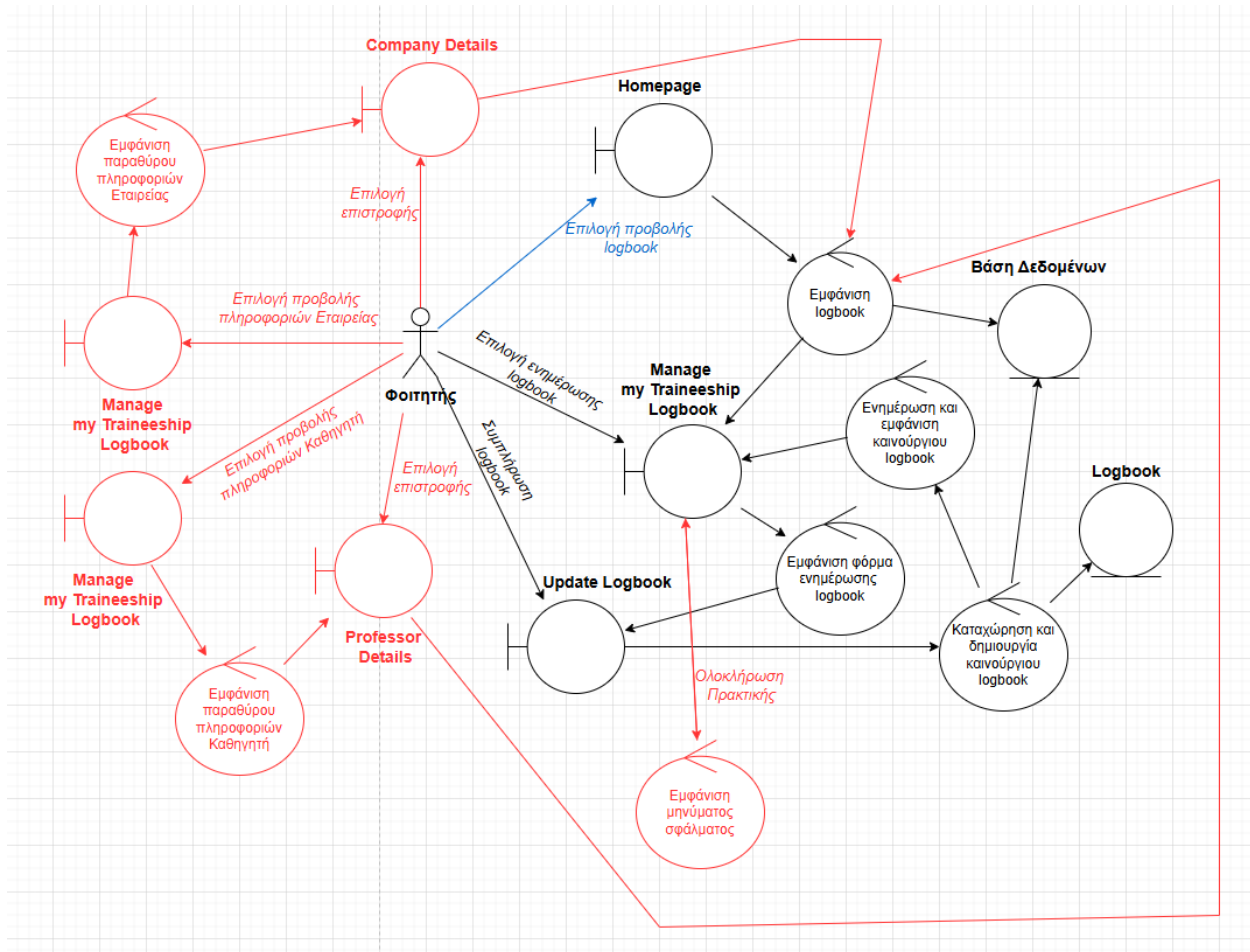 Company Details
Homepage
Εμφάνιση
παραθύρου
πληροφοριών
Εταιρείας
Επιλογή
επιστροφής
Επιλογή προβολής
logbook
Βάση Δεδομένων
Εμφάνιση
logbook
Επιλογή προβολής
πληροφοριών Εταιρείας
Φοιτητής
Επιλογή ενημέρωσης
logbook
Manage
my Traineeship
Logbook
Manage
my Traineeship
Logbook
Ενημέρωση και
εμφάνιση
καινούργιου
logbook
Επιλογή προβολής
πληροφοριών Καθηγητή
Συμπλήρωση
logbook
Επιλογή
επιστροφής
Logbook
Manage
my Traineeship
Logbook
Professor
Details
Update Logbook
Εμφάνιση φόρμα
ενημέρωσης
logbook
Καταχώρηση και
δημιουργία
καινούργιου
logbook
Εμφάνιση
παραθύρου
πληροφοριών
Καθηγητή
Ολοκλήρωση
Πρακτικής
Εμφάνιση
μηνύματος
σφάλματος